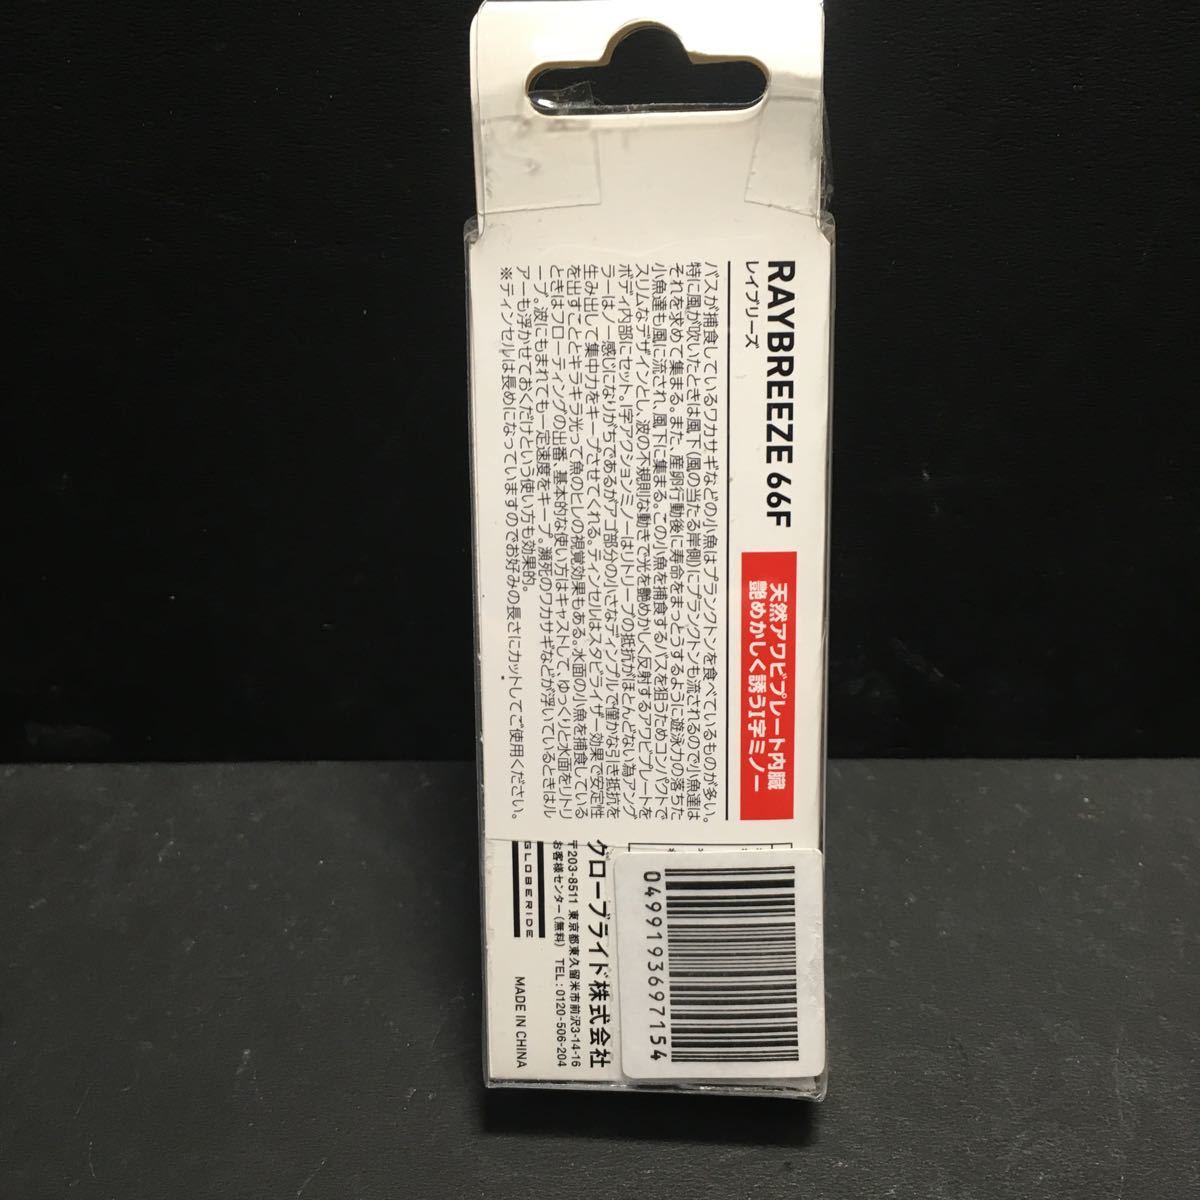 RAYBREEZE 66F
レイブリーズ
天然アワビプレート内臓
艶めかしく誘うI字ミノー
バスが捕食しているワカサギなどの小魚はプランクトンを食べているものが多い。
特に風が吹いたときは風下(風の当たる岸側)にプランクトンも流されるので小魚達は
それを求めて集まる。また、産卵行動後に寿命をまっとうするように遊泳力の落ちた
小魚達も風に流され、風下に集まる。この小魚を捕食するバスを狙うためコンパクトで
スリムなデザインとし、波の不規則な動きで光を艶めかしく反射するアワビプレートを
ボディ内部にセット。I字アクションミノーはリトリーブの抵抗がほとんどない為アング
ラーはノー感じになりがちであるがアゴ部分の小さなディンプルで僅かな引き抵抗を
生み出して集中力をキープさせてくれる。ティンセルはスタビライザー効果で安定性
を出すこととキラキラ光って魚のヒレの視覚効果もある。水面の小魚を捕食している
ときはフローティングの出番、基本的な使い方はキャストして、ゆっくりと水面をリトリ
ーブ。波にもまれても一定速度をキープ。瀕死のワカサギなどが浮いているときはル
アーも浮かせておくだけという使い方も効果的。
※ティンセルは長めになっていますのでお好みの長さにカットしてご使用ください。
グローブライド株式会社
〒203-8511 東京都東久留米市前沢3-14-16
お客様センター(無料) TEL:0120-506-204
GLOBERIDE
MADE IN CHINA
0499193697154